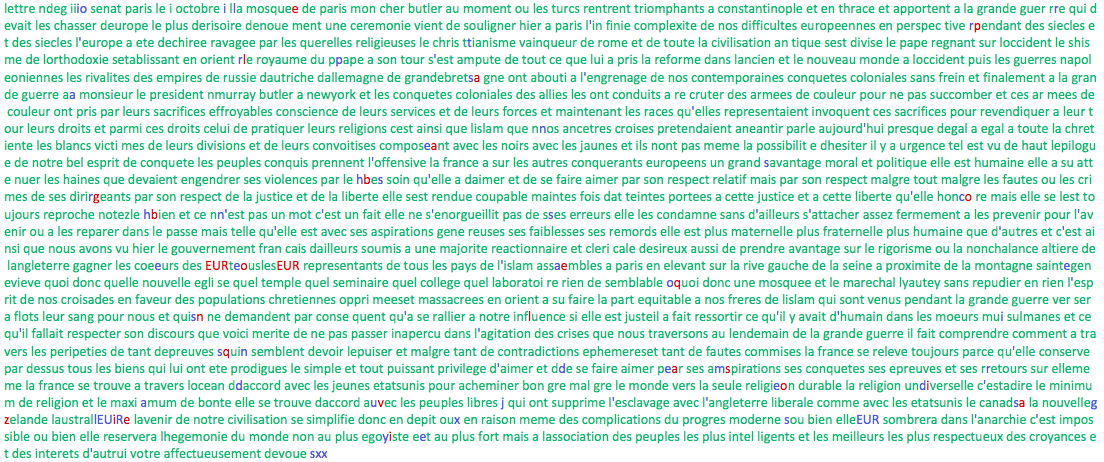 lettre ndeg iiio senat paris le i octobre i lla mosquee de paris mon cher butler au moment ou les turcs rentrent triomphants a constantinople et en thrace et apportent a la grande guer rre qui d
evait les chasser deurope le plus derisoire denoue ment une ceremonie vient de souligner hier a paris l'in finie complexite de nos difficultes europeennes en perspec tive rpendant des siecles e
t des siecles l'europe a ete dechiree ravagee par les querelles religieuses le chris ttianisme vainqueur de rome et de toute la civilisation an tique sest divise le pape regnant sur loccident le shis
me de lorthodoxie setablissant en orient rle royaume du ppape a son tour s'est ampute de tout ce que lui a pris la reforme dans lancien et le nouveau monde a loccident puis les guerres napol
eoniennes les rivalites des empires de russie dautriche dallemagne de grandebretsa gne ont abouti a l'engrenage de nos contemporaines conquetes coloniales sans frein et finalement a la gran
de guerre aa monsieur le president nmurray butler a newyork et les conquetes coloniales des allies les ont conduits a re cruter des armees de couleur pour ne pas succomber et ces ar mees de
couleur ont pris par leurs sacrifices effroyables conscience de leurs services et de leurs forces et maintenant les races qu'elles representaient invoquent ces sacrifices pour revendiquer a leur t
our leurs droits et parmi ces droits celui de pratiquer leurs religions cest ainsi que lislam que nnos ancetres croises pretendaient aneantir parle aujourd'hui presque degal a egal a toute la chret
iente les blancs victi mes de leurs divisions et de leurs convoitises composeant avec les noirs avec les jaunes et ils nont pas meme la possibilit e dhesiter il y a urgence tel est vu de haut lepilogu
e de notre bel esprit de conquete les peuples conquis prennent l'offensive la france a sur les autres conquerants europeens un grand savantage moral et politique elle est humaine elle a su att
e nuer les haines que devaient engendrer ses violences par le hbes soin qu'elle a daimer et de se faire aimer par son respect relatif mais par son respect malgre tout malgre les fautes ou les cri
mes de ses dirirgeants par son respect de la justice et de la liberte elle sest rendue coupable maintes fois dat teintes portees a cette justice et a cette liberte qu'elle honco re mais elle se lest to
ujours reproche notezle hbien et ce nn'est pas un mot c'est un fait elle ne s'enorgueillit pas de sses erreurs elle les condamne sans d'ailleurs s'attacher assez fermement a les prevenir pour l'av
enir ou a les reparer dans le passe mais telle qu'elle est avec ses aspirations gene reuses ses faiblesses ses remords elle est plus maternelle plus fraternelle plus humaine que d'autres et c'est ai
nsi que nous avons vu hier le gouvernement fran cais dailleurs soumis a une majorite reactionnaire et cleri cale desireux aussi de prendre avantage sur le rigorisme ou la nonchalance altiere de
langleterre gagner les coeeurs des EURteouslesEUR representants de tous les pays de l'islam assaembles a paris en elevant sur la rive gauche de la seine a proximite de la montagne saintegen
evieve quoi donc quelle nouvelle egli se quel temple quel seminaire quel college quel laboratoi re rien de semblable oquoi donc une mosquee et le marechal lyautey sans repudier en rien l'esp
rit de nos croisades en faveur des populations chretiennes oppri meeset massacrees en orient a su faire la part equitable a nos freres de lislam qui sont venus pendant la grande guerre ver ser
a flots leur sang pour nous et quisn ne demandent par conse quent qu'a se rallier a notre influence si elle est justeil a fait ressortir ce qu'il y avait d'humain dans les moeurs mui sulmanes et ce
qu'il fallait respecter son discours que voici merite de ne pas passer inapercu dans l'agitation des crises que nous traversons au lendemain de la grande guerre il fait comprendre comment a tra
vers les peripeties de tant depreuves squin semblent devoir lepuiser et malgre tant de contradictions ephemereset tant de fautes commises la france se releve toujours parce qu'elle conserve
par dessus tous les biens qui lui ont ete prodigues le simple et tout puissant privilege d'aimer et dde se faire aimer pear ses amspirations ses conquetes ses epreuves et ses rretours sur elleme
me la france se trouve a travers locean ddaccord avec les jeunes etatsunis pour acheminer bon gre mal gre le monde vers la seule religieon durable la religion undiverselle c'estadire le minimu
m de religion et le maxi amum de bonte elle se trouve daccord auvec les peuples libres j qui ont supprime l'esclavage avec l'angleterre liberale comme avec les etatsunis le canadsa la nouvelleg
zelande laustrallEUiRe lavenir de notre civilisation se simplifie donc en depit oux en raison meme des complications du progres moderne sou bien elleEUR sombrera dans l'anarchie c'est impos
sible ou bien elle reservera lhegemonie du monde non au plus egoyiste eet au plus fort mais a lassociation des peuples les plus intel ligents et les meilleurs les plus respectueux des croyances e
t des interets d'autrui votre affectueusement devoue sxx